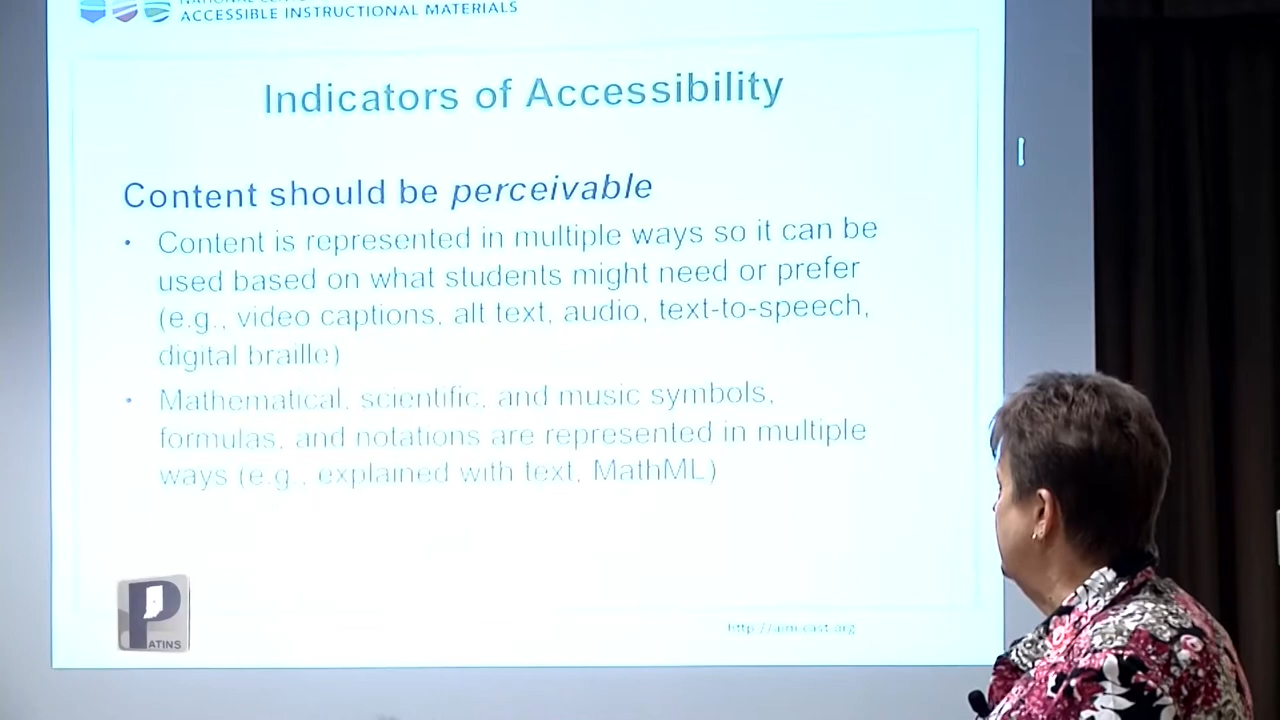 ACCESSIBLE INSTRUCTIONAL MATERIALS
Indicators of Accessibility
Content should be perceivable
• Content is represented in multiple ways so it can be
used based on what students might need or prefer
(e.g., video captions, alt text, audio, text-to-speech,
digital braille)
• Mathematical, scientific, and music symbols,
formulas, and notations are represented in multiple
ways (e.g., explained with text, MathML)
PATINS
http://aim.cast.org